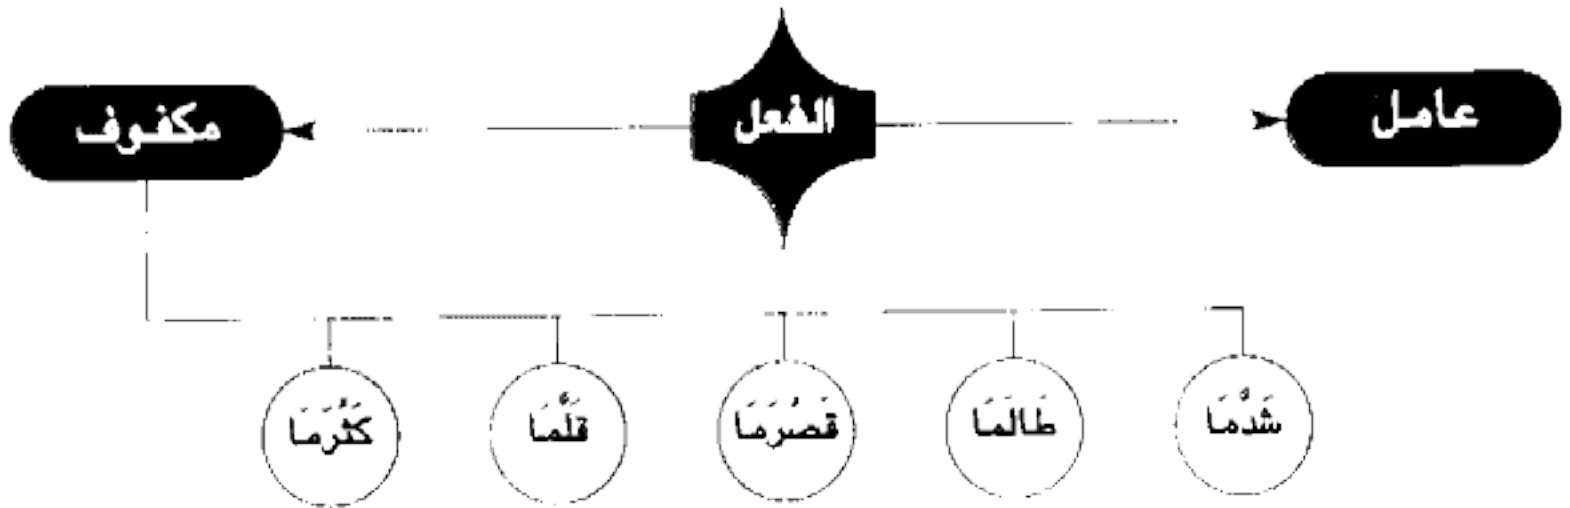 عامل
الفعل
مكفوف
شَدَّمَا
طَالَمَا
قَصُرَمَا
قَلَّمَا
كَثُرَمَا